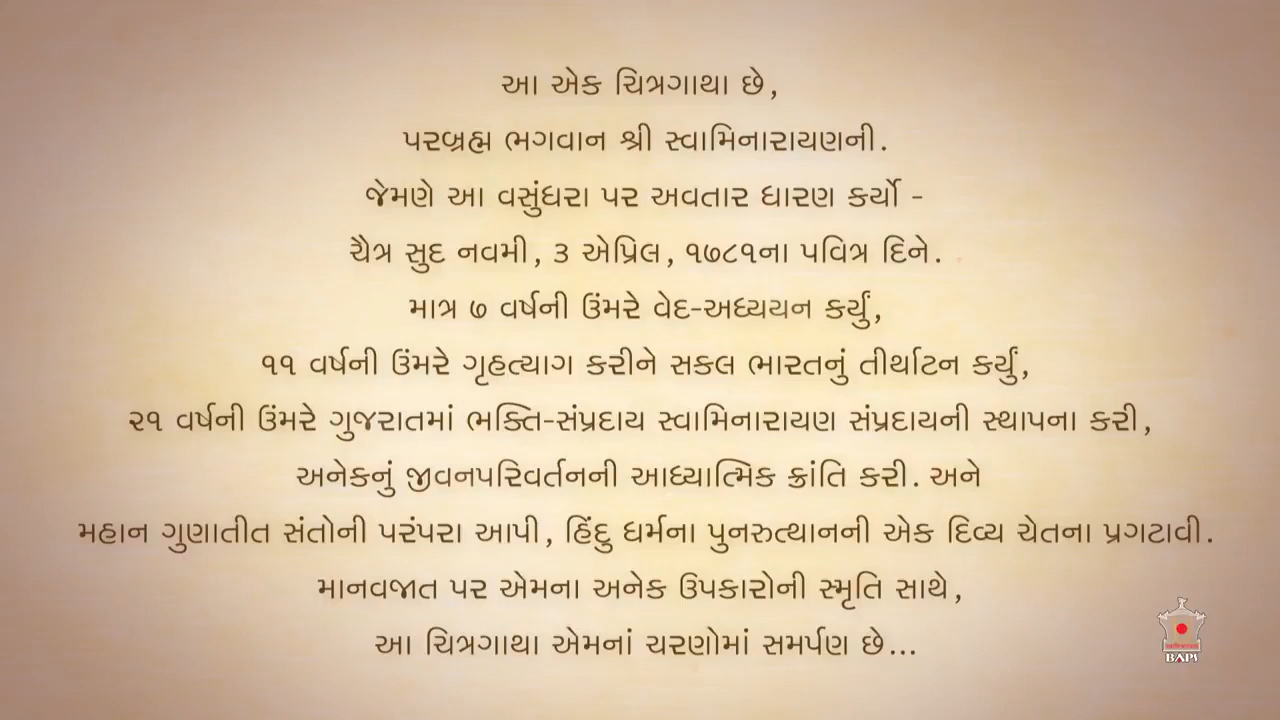 આ એક ચિત્રગાથા છે,
પરબ્રહ્મ ભગવાન શ્રી સ્વામિનારાયણની.
જેમણે આ વસુંધરા પર અવતાર ધારણ કર્યો -
ચૈત્ર સુદ નવમી, ૩ એપ્રિલ, ૧૭૮૧ના પવિત્ર દિને.
માત્ર ૭ વર્ષની ઉંમરે વેદ-અધ્યયન કર્યું,
૧૧ વર્ષની ઉંમરે ગૃહત્યાગ કરીને સકલ ભારતનું તીર્થાટન કર્યું,
૨૧ વર્ષની ઉંમરે ગુજરાતમાં ભક્તિ-સંપ્રદાય સ્વામિનારાયણ સંપ્રદાયની સ્થાપના કરી,
અનેકનું જીવનપરિવર્તનની આધ્યાત્મિક ક્રાંતિ કરી. અને
મહાન ગુણાતીત સંતોની પરંપરા આપી, હિંદુ ધર્મના પુનરુત્થાનની એક દિવ્ય ચેતના પ્રગટાવી.
માનવજાત પર એમના અનેક ઉપકારોની સ્મૃતિ સાથે,
આ ચિત્રગાથા એમનાં ચરણોમાં સમર્પણ છે...
BAPS